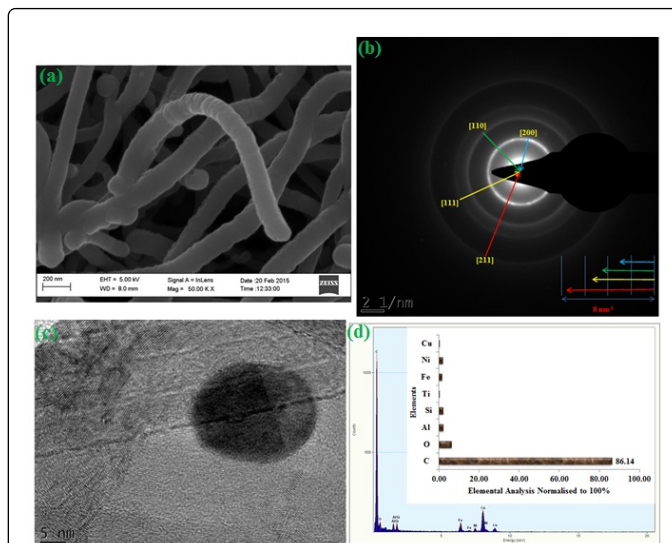 (a)
200 nm
EHT = 5.00 kV
WD = 8.0 mm
Signal A = InLens
Mag = 50.00 K X
Date :20 Feb 2015
Time :12:33:00
ZEISS
(b)
[110]
[200]
[111]
[211]
2 1/nm
(c)
5 nm
(d)
Cu
Ni
Fe
Ti
Si
Al
O
C
Elements
86.14
0.00 20.00 40.00 60.00 80.00 100.00
Elemental Analysis Normalised to 100%
Counts